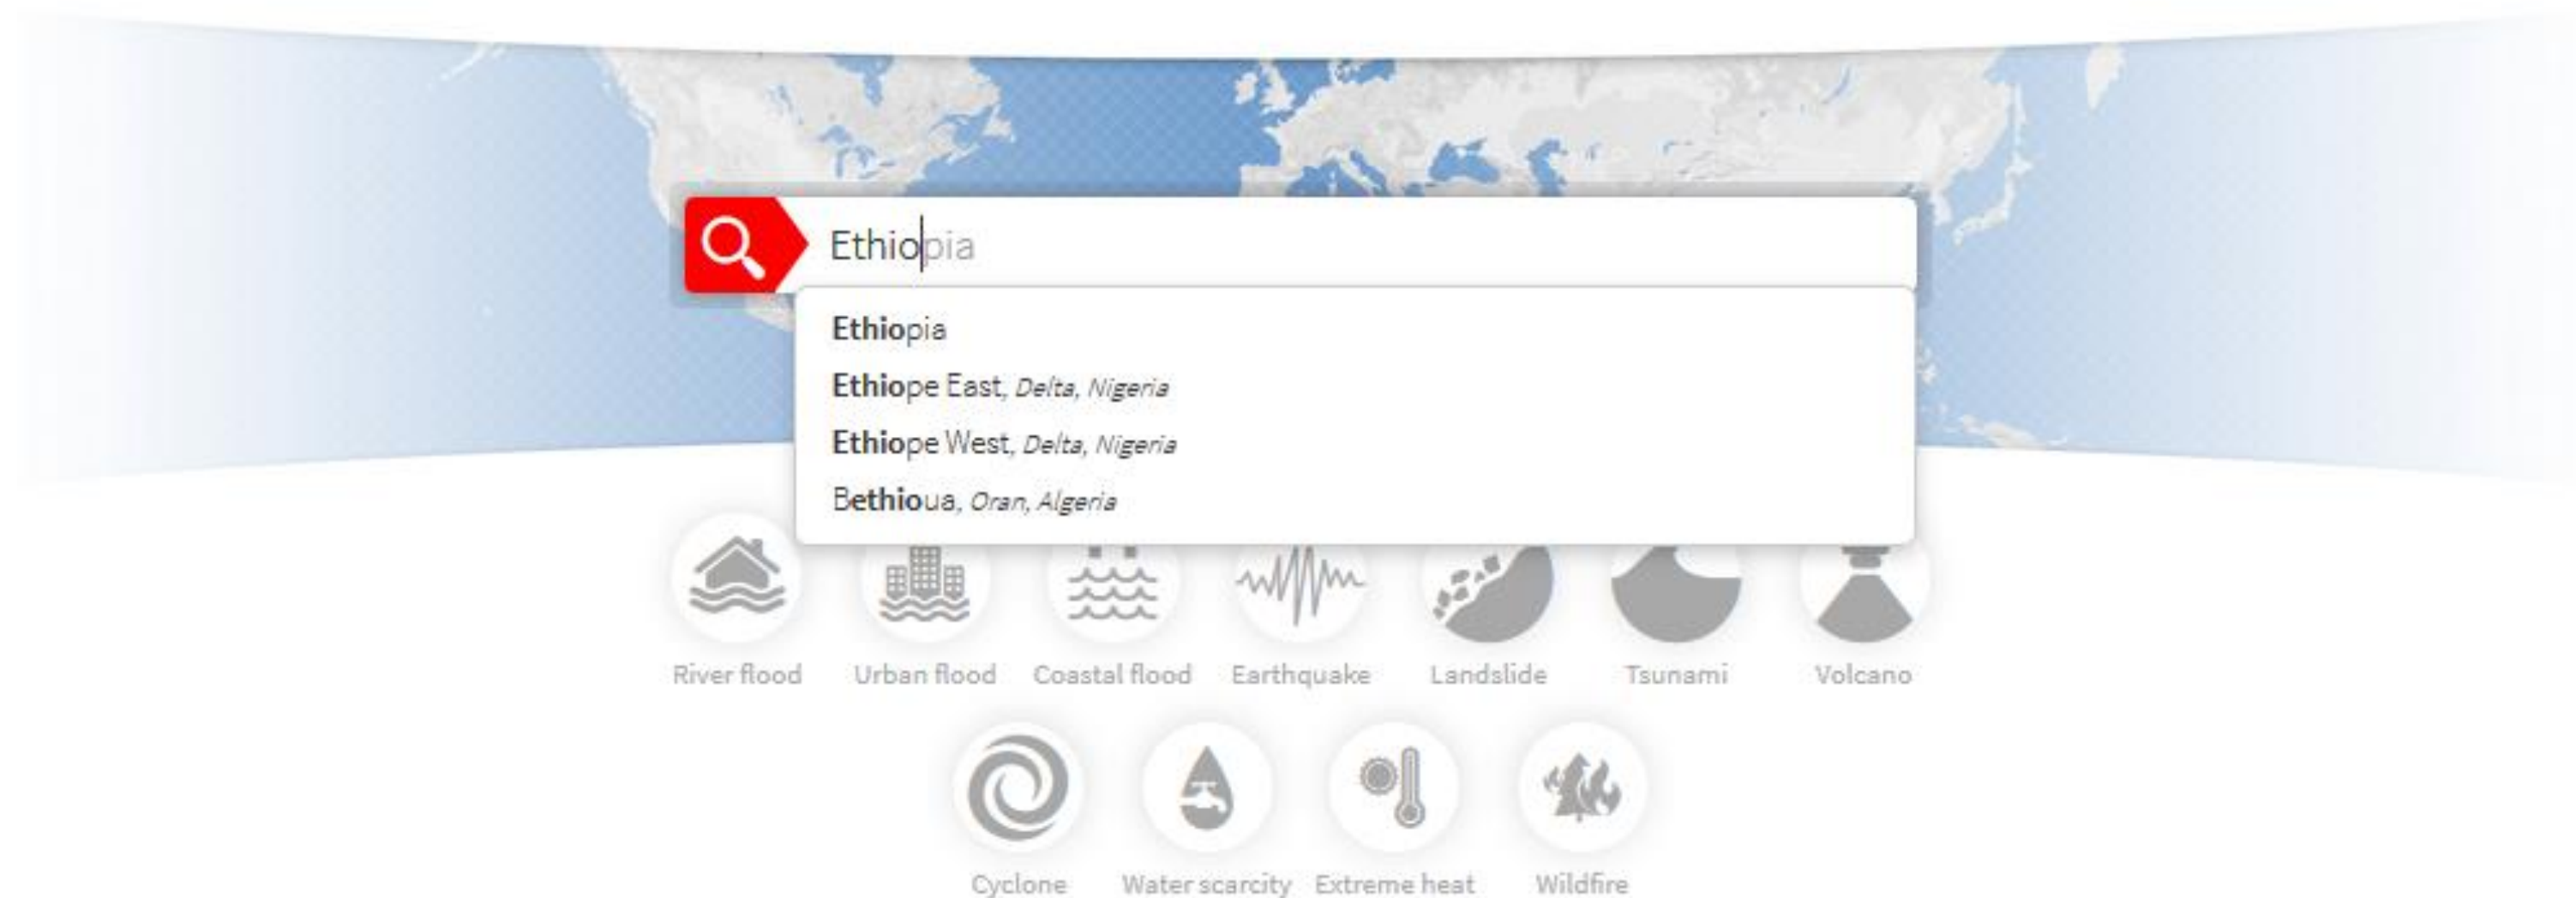 Ethiopia
Ethiopia
Ethiope East, Delta, Nigeria
Ethiope West, Delta, Nigeria
Bethioua, Oran, Algeria
River flood Urban flood Coastal flood Earthquake Landslide Tsunami Volcano
Cyclone Water scarcity Extreme heat Wildfire